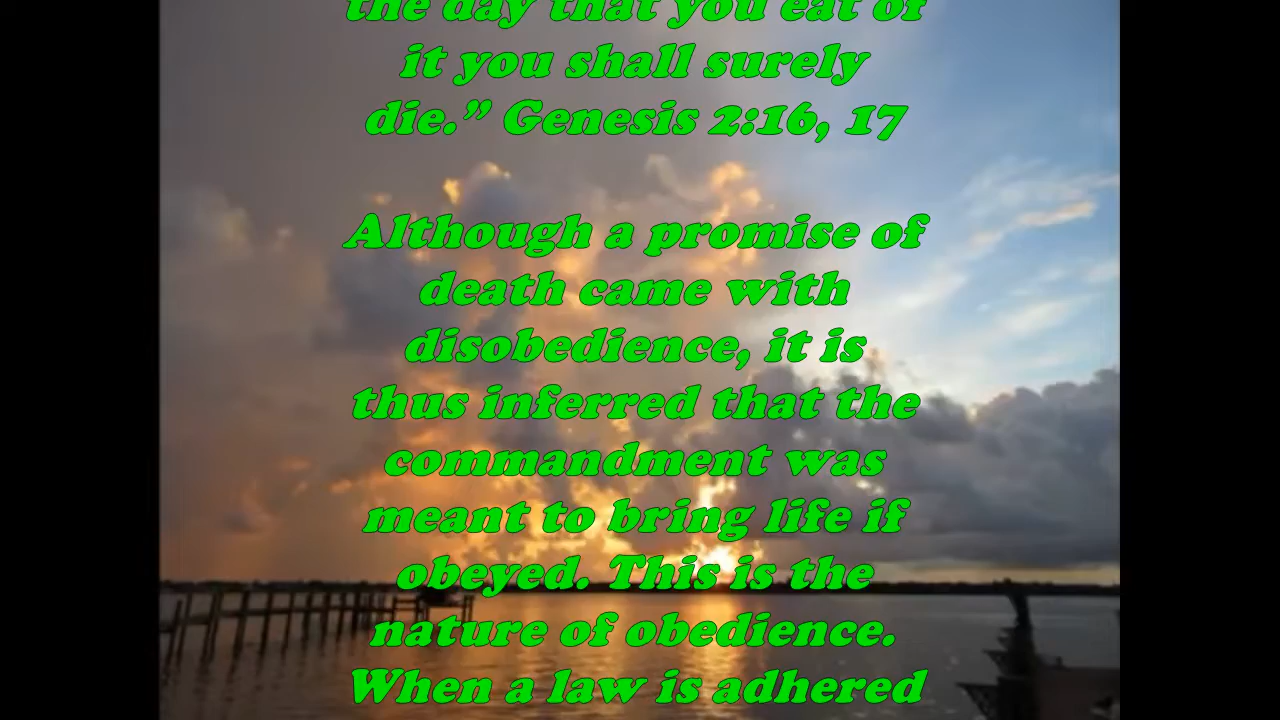 the day that you eat of
it you shall surely
die.” Genesis 2:16, 17
Although a promise of
death came with
disobedience, it is
thus inferred that the
commandment was
meant to bring life if
obeyed. This is the
nature of obedience.
When a law is adhered